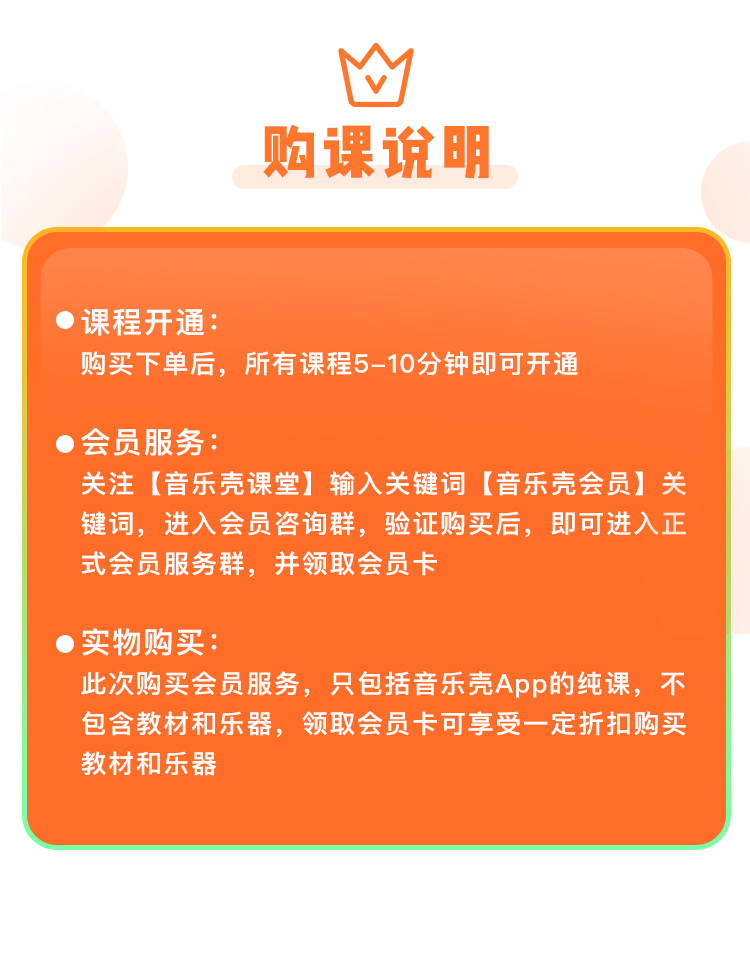 购课说明
课程开通：
购买下单后，所有课程5-10分钟即可开通
会员服务：
关注【音乐壳课堂】输入关键词【音乐壳会员】关
键词，进入会员咨询群，验证购买后，即可进入正
式会员服务群，并领取会员卡
实物购买：
此次购买会员服务，只包括音乐壳App的纯课，不
包含教材和乐器，领取会员卡可享受一定折扣购买
教材和乐器